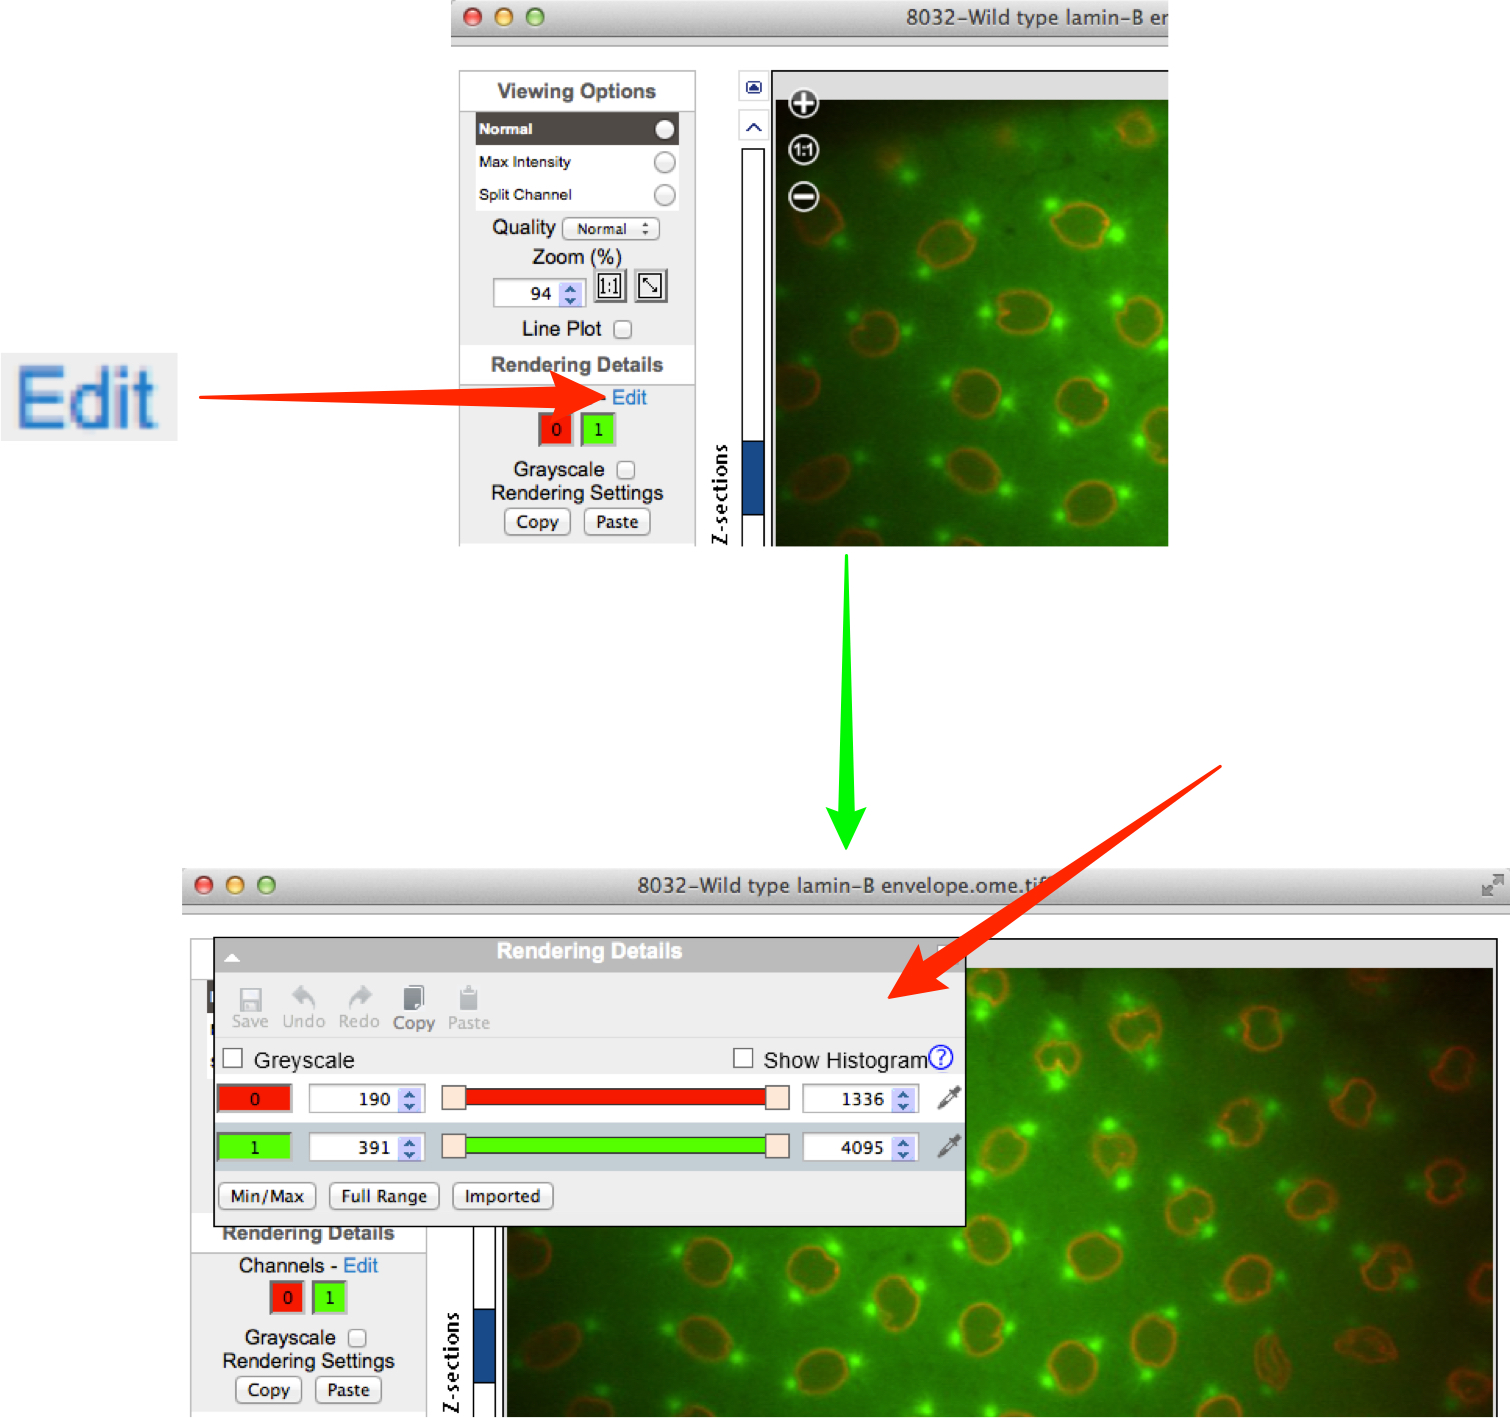 8032-Wild type lamin-B er
Viewing Options
Normal
Max Intensity
Split Channel
Quality Normal
Zoom (%)
94 1:1
Line Plot
Rendering Details
Edit
- Edit
0 1
Grayscale
Rendering Settings
Copy Paste
Z-sections
1:1
8032-Wild type lamin-B envelope.ome.tif
Rendering Details
Save Undo Redo Copy Paste
Greyscale Show Histogram ?
0 190 1336
1 391 4095
Min/Max Full Range Imported
Rendering Details
Channels - Edit
0 1
Grayscale
Rendering Settings
Copy Paste
Z-sections